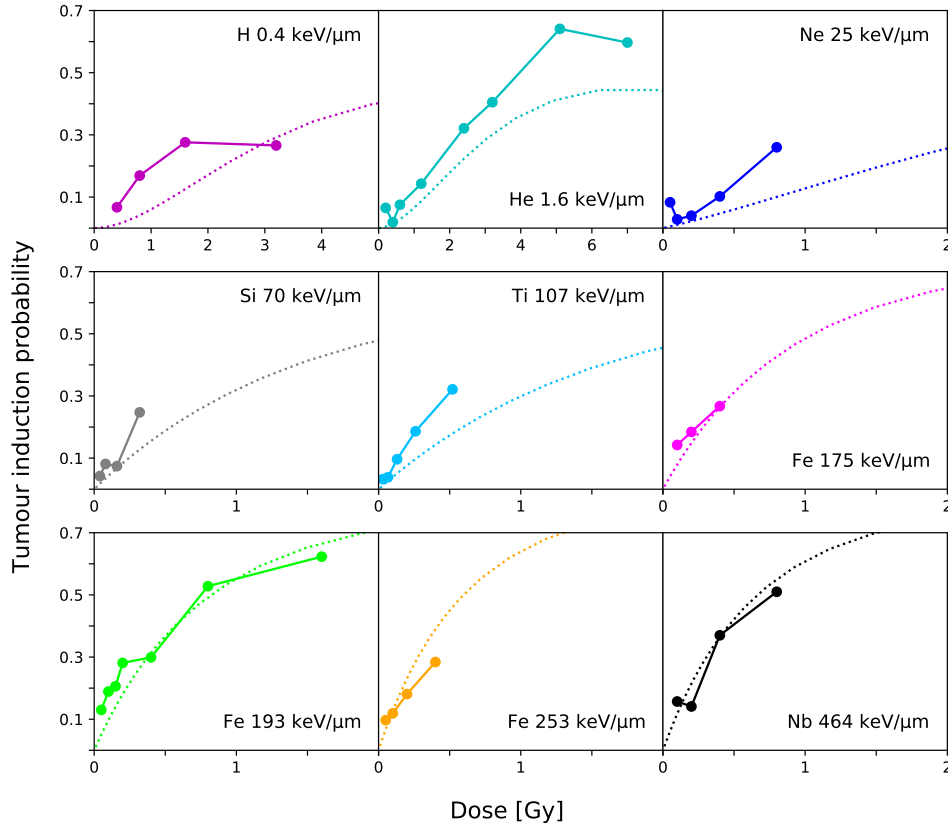 Tumour induction probability
0.7
0.5
0.3
0.1
H 0.4 keV/μm
0 1 2 3 4
He 1.6 keV/μm
0 2 4 6
Ne 25 keV/μm
0 1 2
0.7
0.5
0.3
0.1
Si 70 keV/μm
0 1
Ti 107 keV/μm
0 1
Fe 175 keV/μm
0 1 2
0.7
0.5
0.3
0.1
Fe 193 keV/μm
0 1
Fe 253 keV/μm
0 1
Nb 464 keV/μm
0 1 2
Dose [Gy]